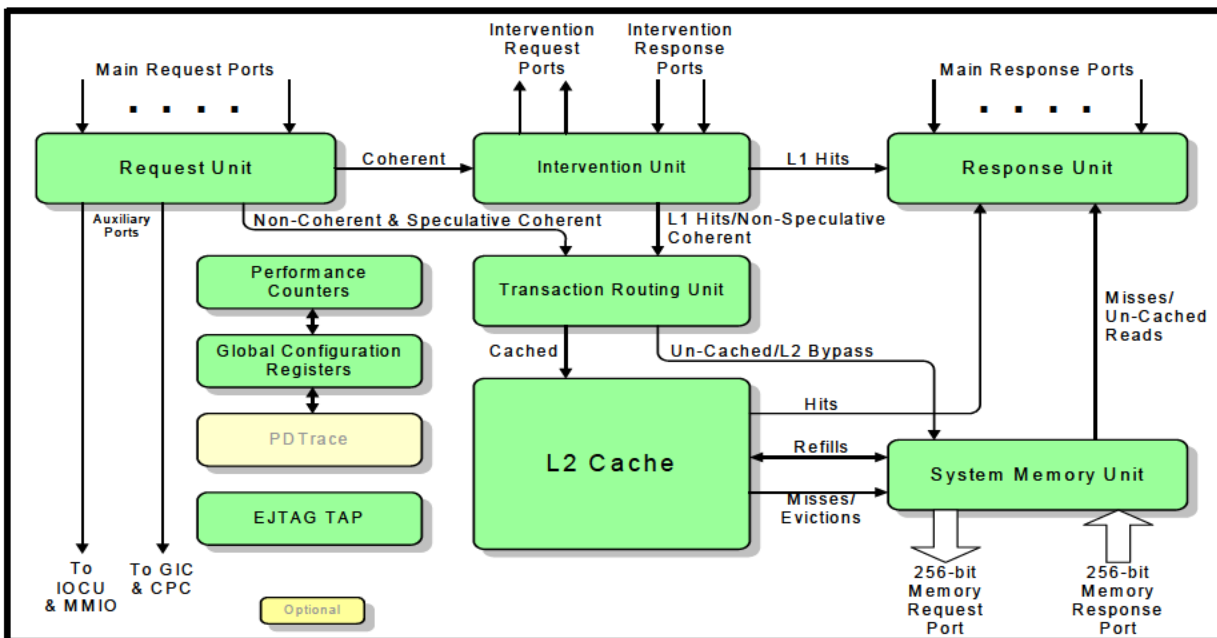 Main Request Ports
Intervention
Request
Ports
Intervention
Response
Ports
Main Response Ports
Request Unit
Coherent
Intervention Unit
L1 Hits
Response Unit
Auxiliary
Ports
Non-Coherent & Speculative Coherent
L1 Hits/Non-Speculative
Coherent
Performance
Counters
Transaction Routing Unit
Misses/
Un-Cached
Reads
Global Configuration
Registers
Cached
Un-Cached/L2 Bypass
PDTrace
L2 Cache
Hits
Refills
Misses/
Evictions
System Memory Unit
EJTAG TAP
To
IOCU
& MMIO
To GIC
& CPC
Optional
256-bit
Memory
Request
Port
256-bit
Memory
Response
Port